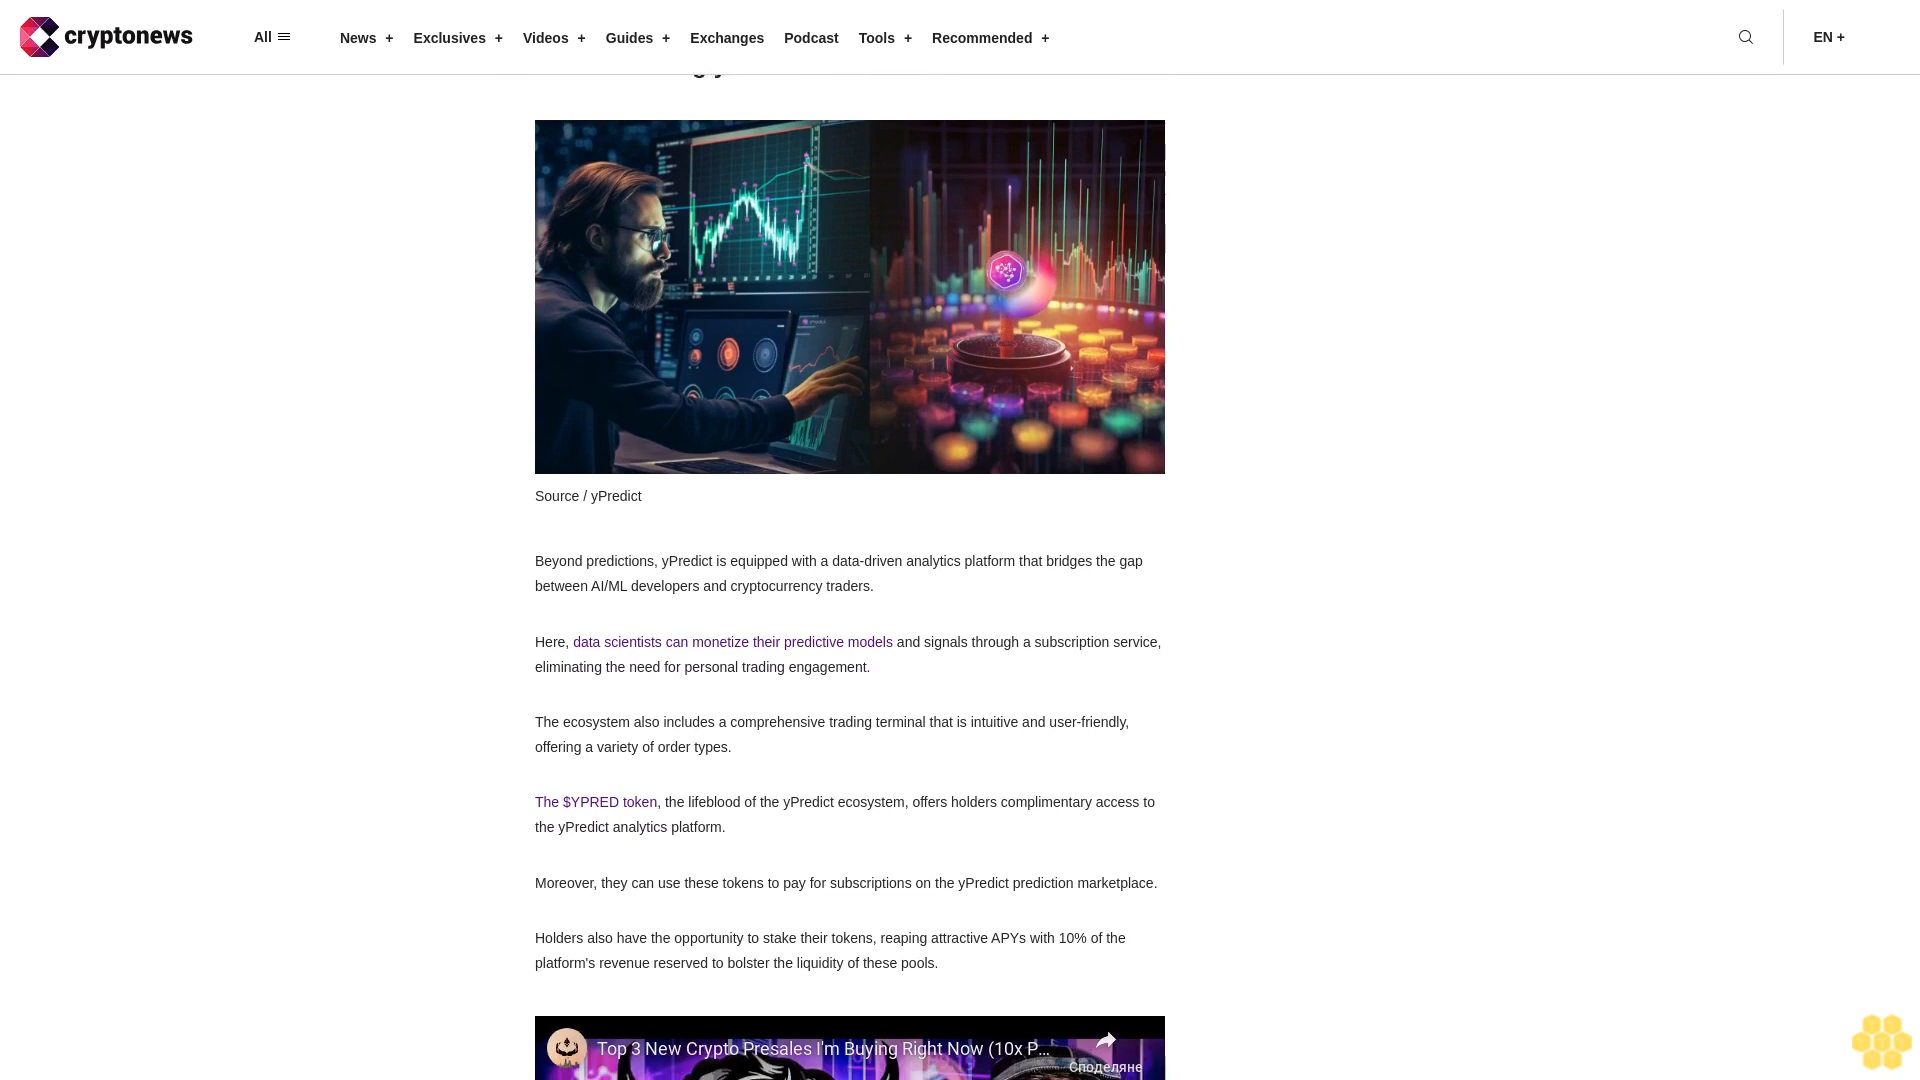 cryptonews
All
News +
Exclusives +
Videos +
Guides +
Exchanges
Podcast
Tools +
Recommended +
EN +
Source / yPredict
Beyond predictions, yPredict is equipped with a data-driven analytics platform that bridges the gap
between AI/ML developers and cryptocurrency traders.
Here, data scientists can monetize their predictive models and signals through a subscription service,
eliminating the need for personal trading engagement.
The ecosystem also includes a comprehensive trading terminal that is intuitive and user-friendly,
offering a variety of order types.
The $YPRED token, the lifeblood of the yPredict ecosystem, offers holders complimentary access to
the yPredict analytics platform.
Moreover, they can use these tokens to pay for subscriptions on the yPredict prediction marketplace.
Holders also have the opportunity to stake their tokens, reaping attractive APYs with 10% of the
platform's revenue reserved to bolster the liquidity of these pools.
Top 3 New Crypto Presales I'm Buying Right Now (10x P...
Споделяне